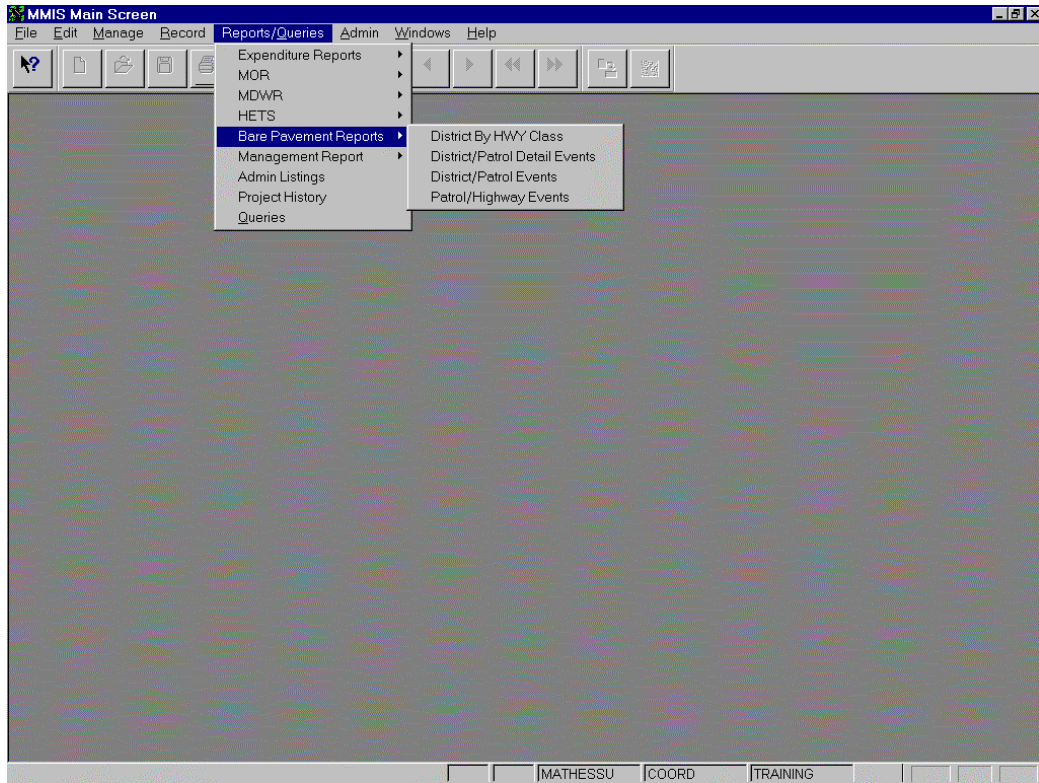 MMIS Main Screen
File Edit Manage Record Reports/Queries Admin Windows Help
Expenditure Reports
MOR
MDWR
HETS
Bare Pavement Reports
Management Report
Admin Listings
Project History
Queries
District By HWY Class
District/Patrol Detail Events
District/Patrol Events
Patrol/Highway Events
MATHESSU COORD TRAINING